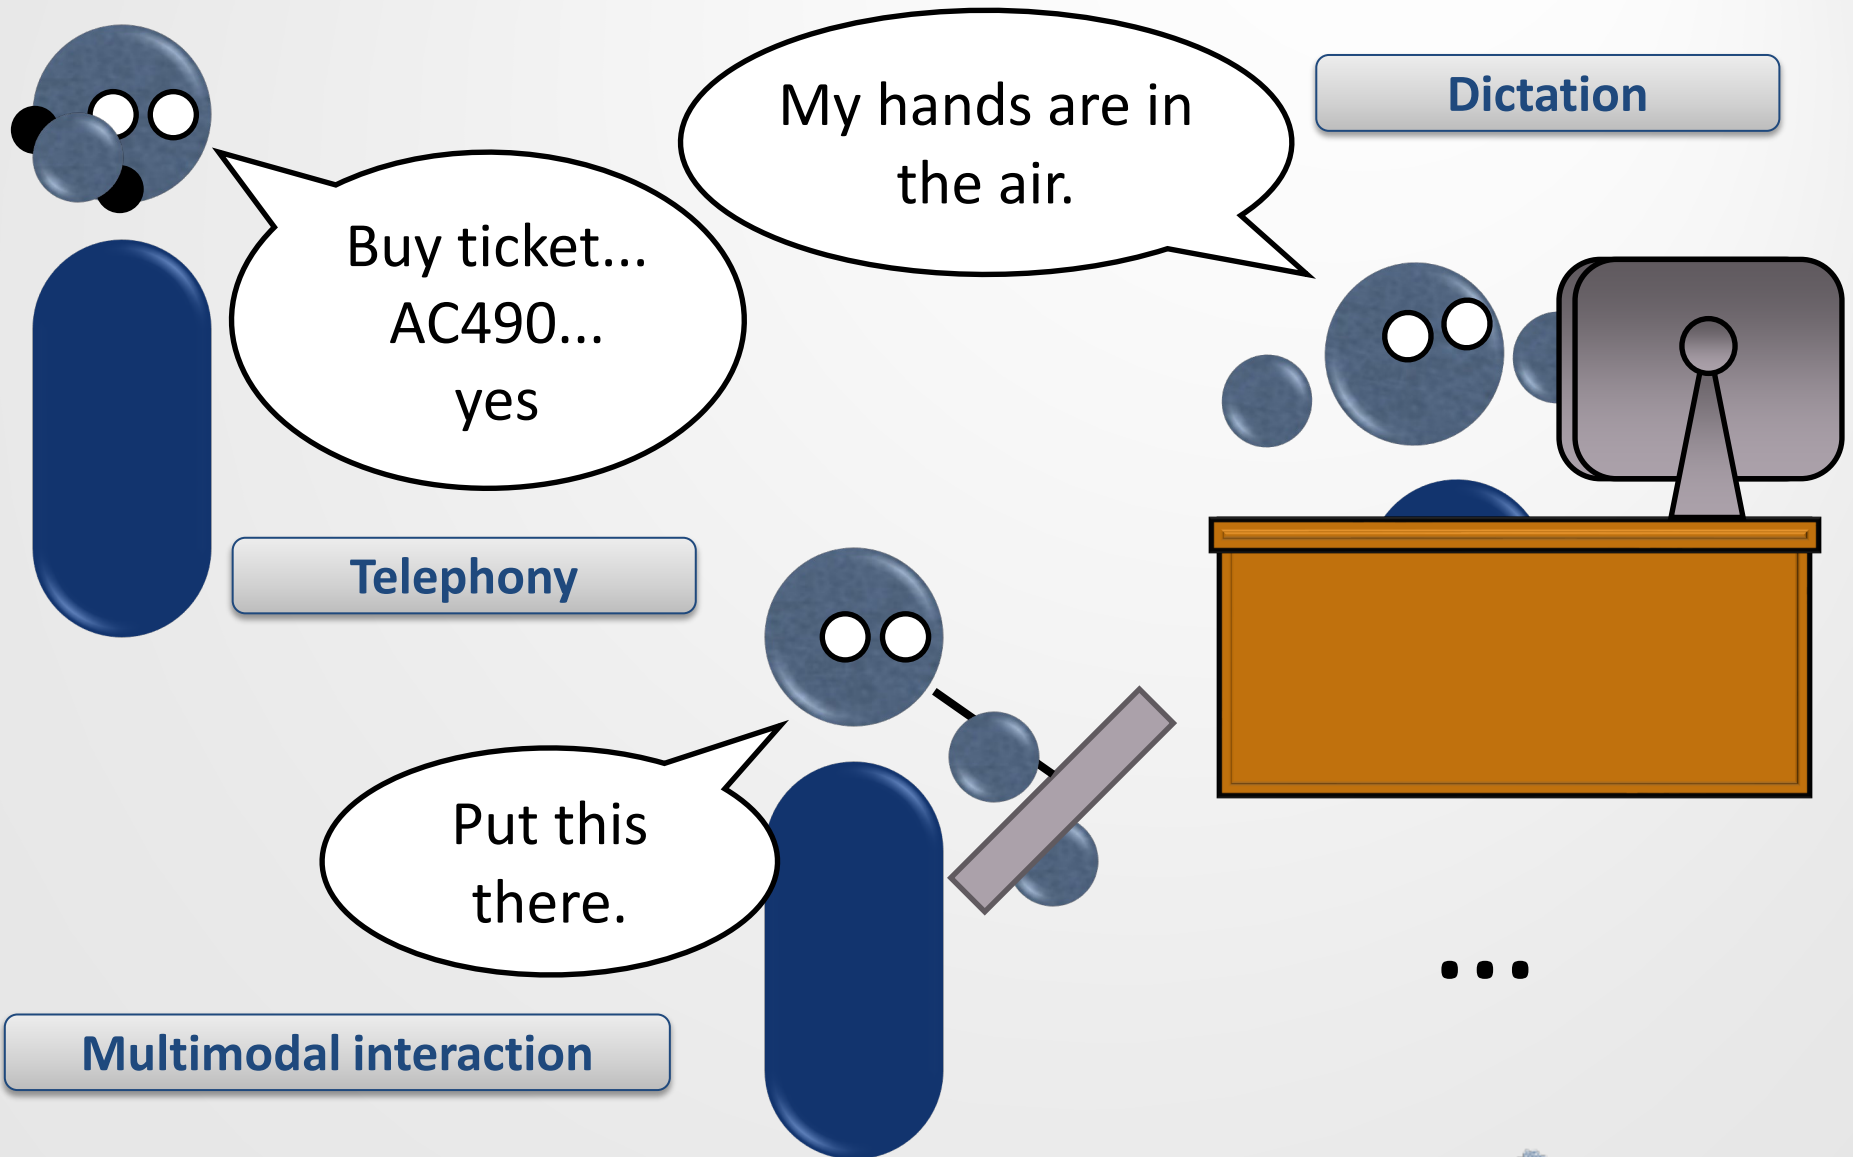 My hands are in
the air.
Dictation
Buy ticket...
AC490...
yes
Telephony
Put this
there.
...
Multimodal interaction